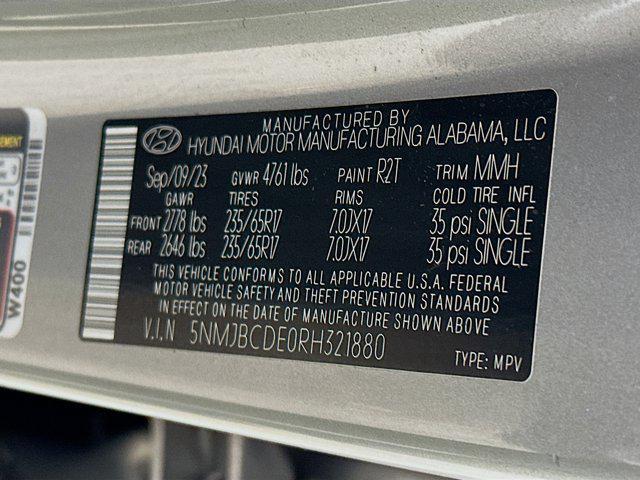 MANUFACTURED BY
HYUNDAI MOTOR MANUFACTURING ALABAMA, LLC
Sep/09/23 GVWR 4761 lbs PAINT R2T TRIM MMH
GAWR TIRES RIMS COLD TIRE INFL
FRONT 2778 lbs 235/65R17 7.0JX17 35 psi SINGLE
REAR 2646 lbs 235/65R17 7.0JX17 35 psi SINGLE
THIS VEHICLE CONFORMS TO ALL APPLICABLE U.S.A. FEDERAL
MOTOR VEHICLE SAFETY AND THEFT PREVENTION STANDARDS
IN EFFECT ON THE DATE OF MANUFACTURE SHOWN ABOVE
V.I.N 5NMJBCDE0RH321880
TYPE: MPV
W400